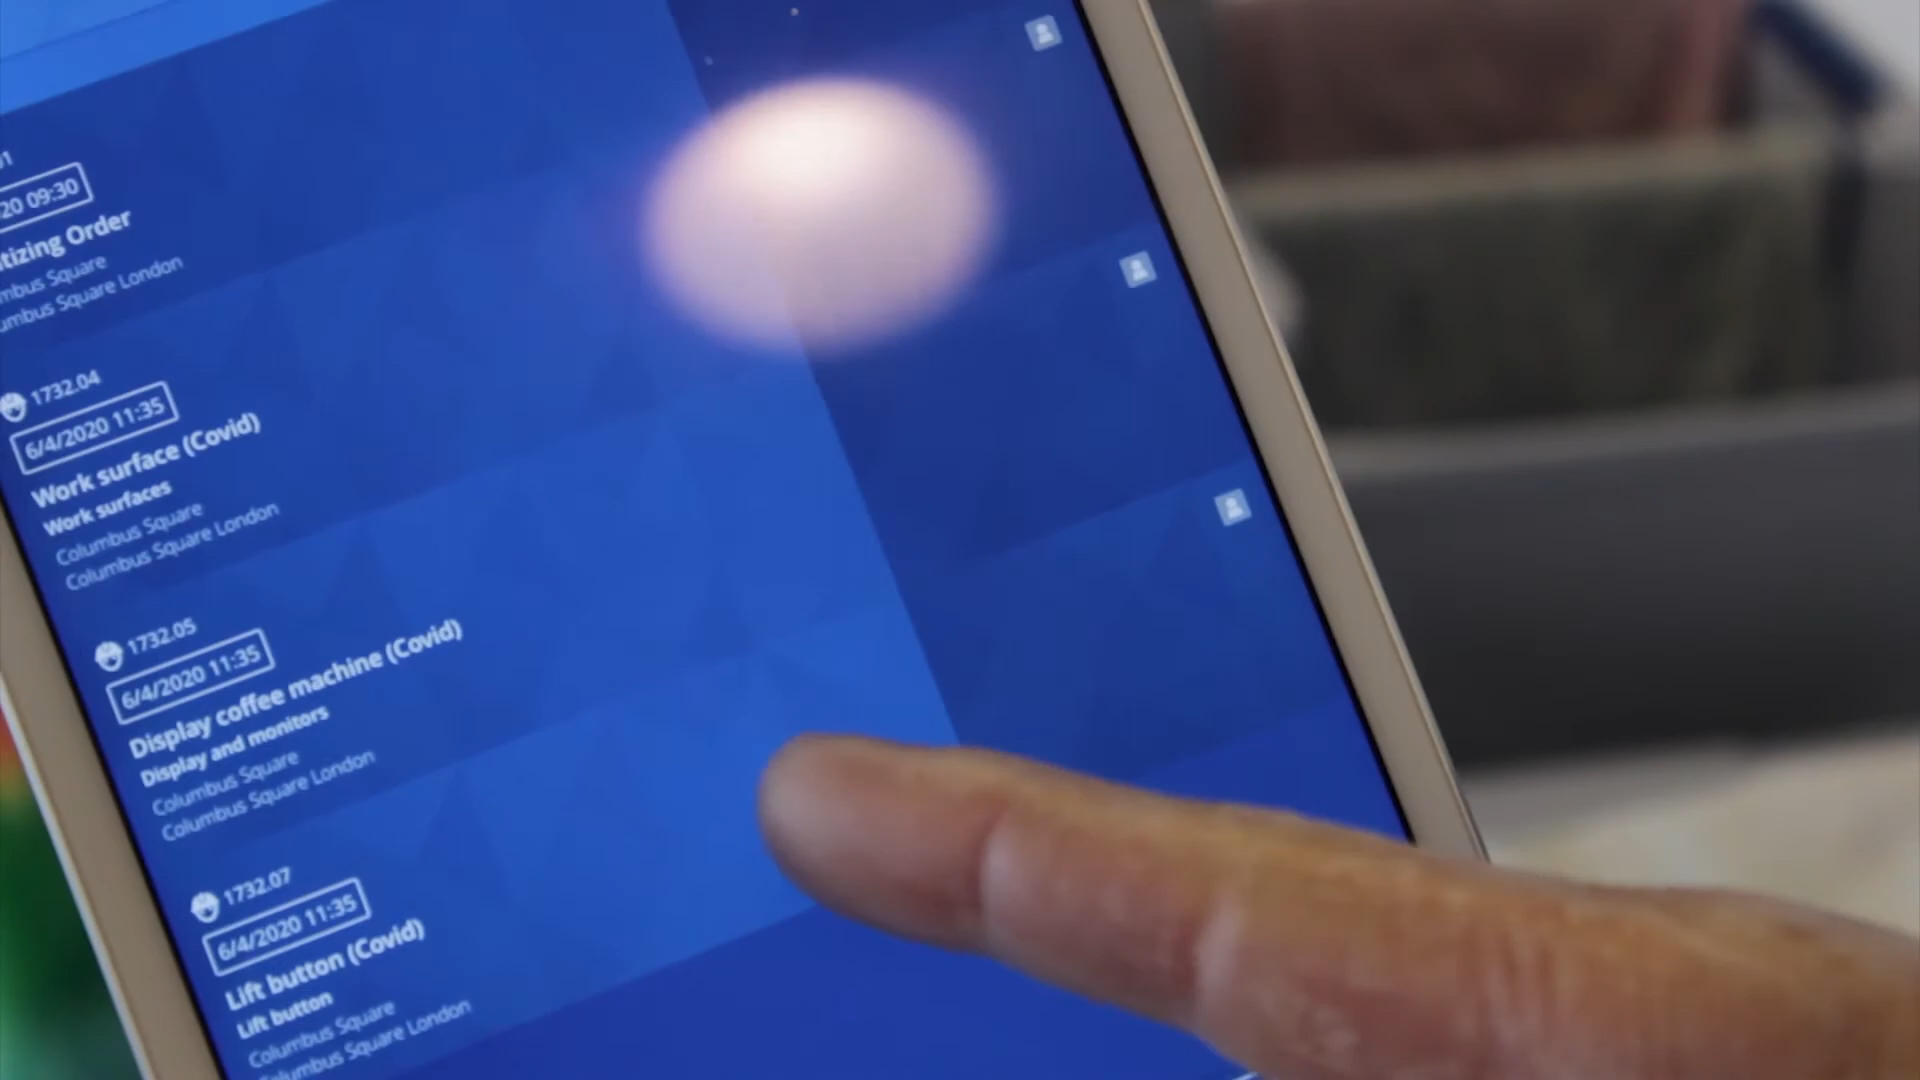 20 09:30
tizing Order
mbus Square
umbus Square London
1732.04
6/4/2020 11:35
Work surface (Covid)
Work surfaces
Columbus Square
Columbus Square London
1732.05
6/4/2020 11:35
Display coffee machine (Covid)
Display and monitors
Columbus Square
Columbus Square London
1732.07
6/4/2020 11:35
Lift button (Covid)
Lift button
Columbus Square
Columbus Square London